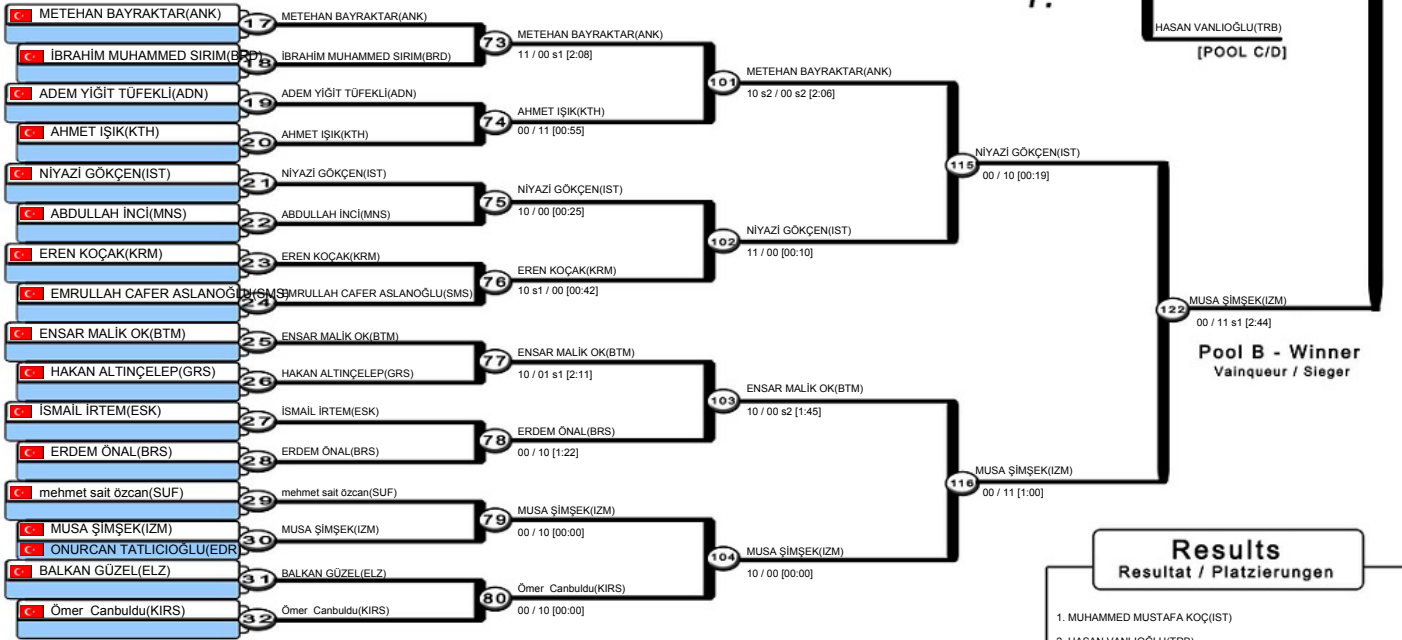 METEHAN BAYRAKTAR(ANK)
İBRAHİM MUHAMMED SIRIM(BRD)
ADEM YİĞİT TÜFEKLİ(ADN)
AHMET IŞIK(KTH)
NİYAZİ GÖKÇEN(IST)
ABDULLAH İNCİ(MNS)
EREN KOÇAK(KRM)
EMRULLAH CAFER ASLANOĞLU(SMS)
ENSAR MALİK OK(BTM)
HAKAN ALTINÇELEP(GRS)
İSMAİL İRTEM(ESK)
ERDEM ÖNAL(BRS)
mehmet sait özcan(SUF)
MUSA ŞİMŞEK(IZM)
ONURCAN TATLICIOĞLU(EDR)
BALKAN GÜZEL(ELZ)
Ömer Canbuldu(KIRS)
17 METEHAN BAYRAKTAR(ANK)
18 İBRAHİM MUHAMMED SIRIM(BRD)
19 ADEM YİĞİT TÜFEKLİ(ADN)
20 AHMET IŞIK(KTH)
21 NİYAZİ GÖKÇEN(IST)
22 ABDULLAH İNCİ(MNS)
23 EREN KOÇAK(KRM)
24 EMRULLAH CAFER ASLANOĞLU(SMS)
25 ENSAR MALİK OK(BTM)
26 HAKAN ALTINÇELEP(GRS)
27 İSMAİL İRTEM(ESK)
28 ERDEM ÖNAL(BRS)
29 mehmet sait özcan(SUF)
30 MUSA ŞİMŞEK(IZM)
31 BALKAN GÜZEL(ELZ)
32 Ömer Canbuldu(KIRS)
73 METEHAN BAYRAKTAR(ANK)
11 / 00 s1 [2:08]
74 AHMET IŞIK(KTH)
00 / 11 [00:55]
75 NİYAZİ GÖKÇEN(IST)
10 / 00 [00:25]
76 EREN KOÇAK(KRM)
10 s1 / 00 [00:42]
77 ENSAR MALİK OK(BTM)
10 / 01 s1 [2:11]
78 ERDEM ÖNAL(BRS)
00 / 10 [1:22]
79 MUSA ŞİMŞEK(IZM)
00 / 10 [00:00]
80 Ömer Canbuldu(KIRS)
00 / 10 [00:00]
101 METEHAN BAYRAKTAR(ANK)
10 s2 / 00 s2 [2:06]
102 NİYAZİ GÖKÇEN(IST)
11 / 00 [00:10]
103 ENSAR MALİK OK(BTM)
10 / 00 s2 [1:45]
104 MUSA ŞİMŞEK(IZM)
10 / 00 [00:00]
115 NİYAZİ GÖKÇEN(IST)
00 / 10 [00:19]
116 MUSA ŞİMŞEK(IZM)
00 / 11 [1:00]
122 MUSA ŞİMŞEK(IZM)
00 / 11 s1 [2:44]
Pool B - Winner
Vainqueur / Sieger
HASAN VANLIOĞLU(TRB)
[POOL C/D]
Results
Resultat / Platzierungen
1. MUHAMMED MUSTAFA KOÇ(IST)
2. HASAN VANLIOĞLU(TRB)